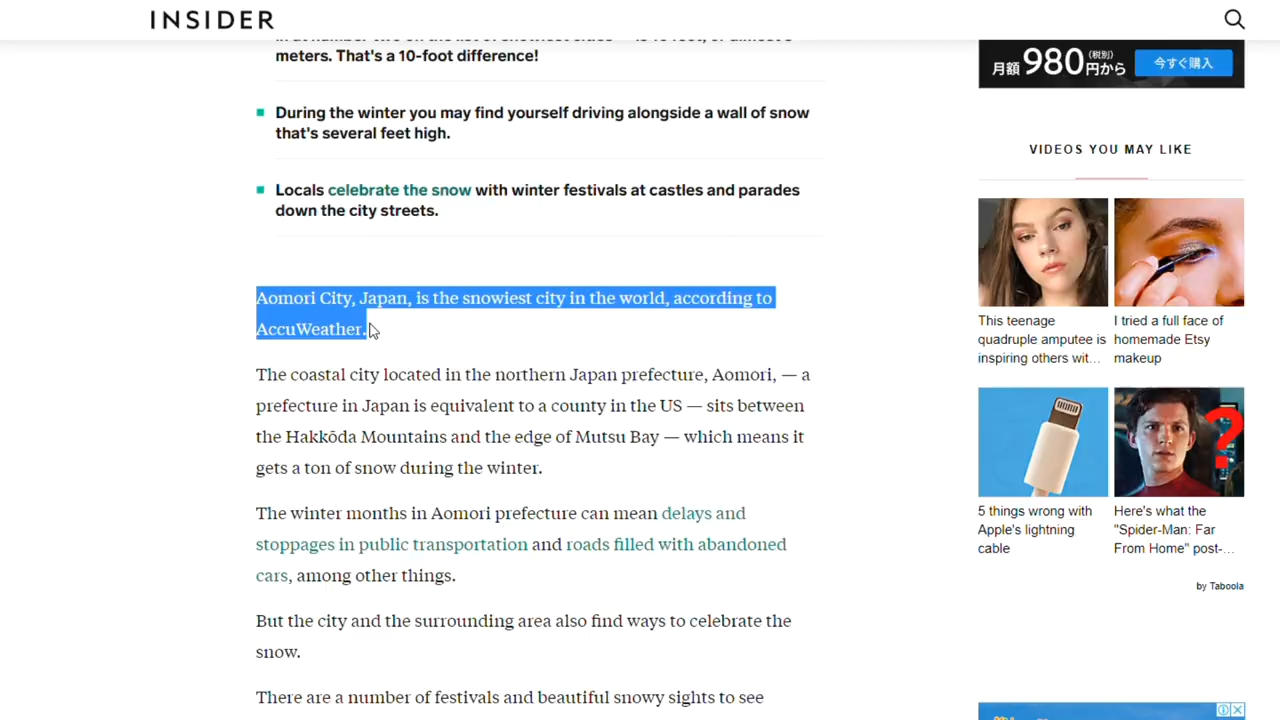 INSIDER
meters. That's a 10-foot difference!
During the winter you may find yourself driving alongside a wall of snow
that's several feet high.
Locals celebrate the snow with winter festivals at castles and parades
down the city streets.
Aomori City, Japan, is the snowiest city in the world, according to
AccuWeather.
The coastal city located in the northern Japan prefecture, Aomori, — a
prefecture in Japan is equivalent to a county in the US — sits between
the Hakkōda Mountains and the edge of Mutsu Bay — which means it
gets a ton of snow during the winter.
The winter months in Aomori prefecture can mean delays and
stoppages in public transportation and roads filled with abandoned
cars, among other things.
But the city and the surrounding area also find ways to celebrate the
snow.
There are a number of festivals and beautiful snowy sights to see
月額980(税別)円から 今すぐ購入
VIDEOS YOU MAY LIKE
This teenage
quadruple amputee is
inspiring others wit...
I tried a full face of
homemade Etsy
makeup
5 things wrong with
Apple's lightning
cable
Here's what the
"Spider-Man: Far
From Home" post-...
by Taboola